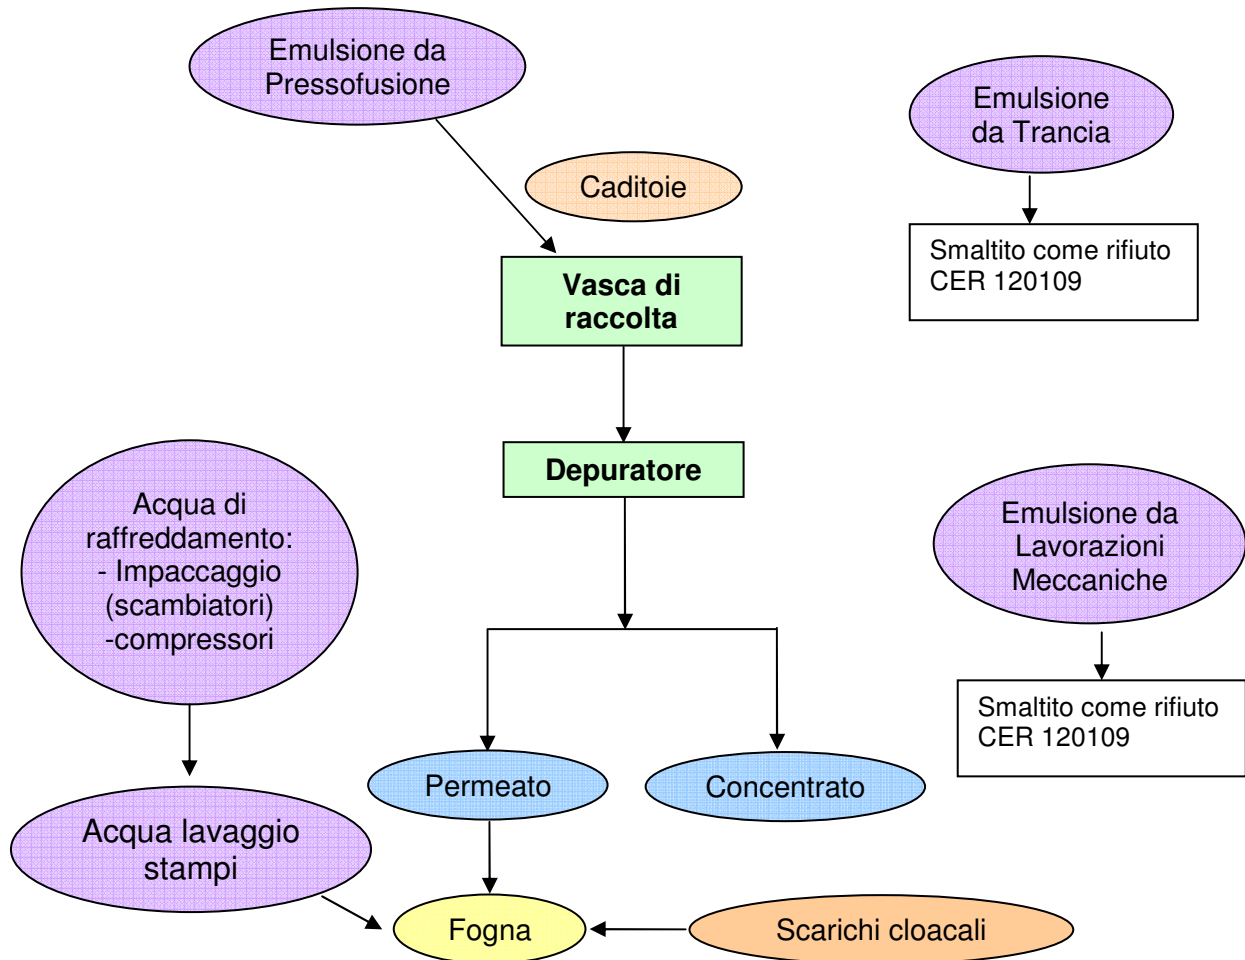 Emulsione da
Pressofusione
Emulsione
da Trancia
Caditoie
Smaltito come rifiuto
CER 120109
Vasca di
raccolta
Depuratore
Acqua di
raffreddamento:
- Impaccaggio
(scambiatori)
-compressori
Emulsione da
Lavorazioni
Meccaniche
Smaltito come rifiuto
CER 120109
Permeato
Concentrato
Acqua lavaggio
stampi
Fogna
Scarichi cloacali